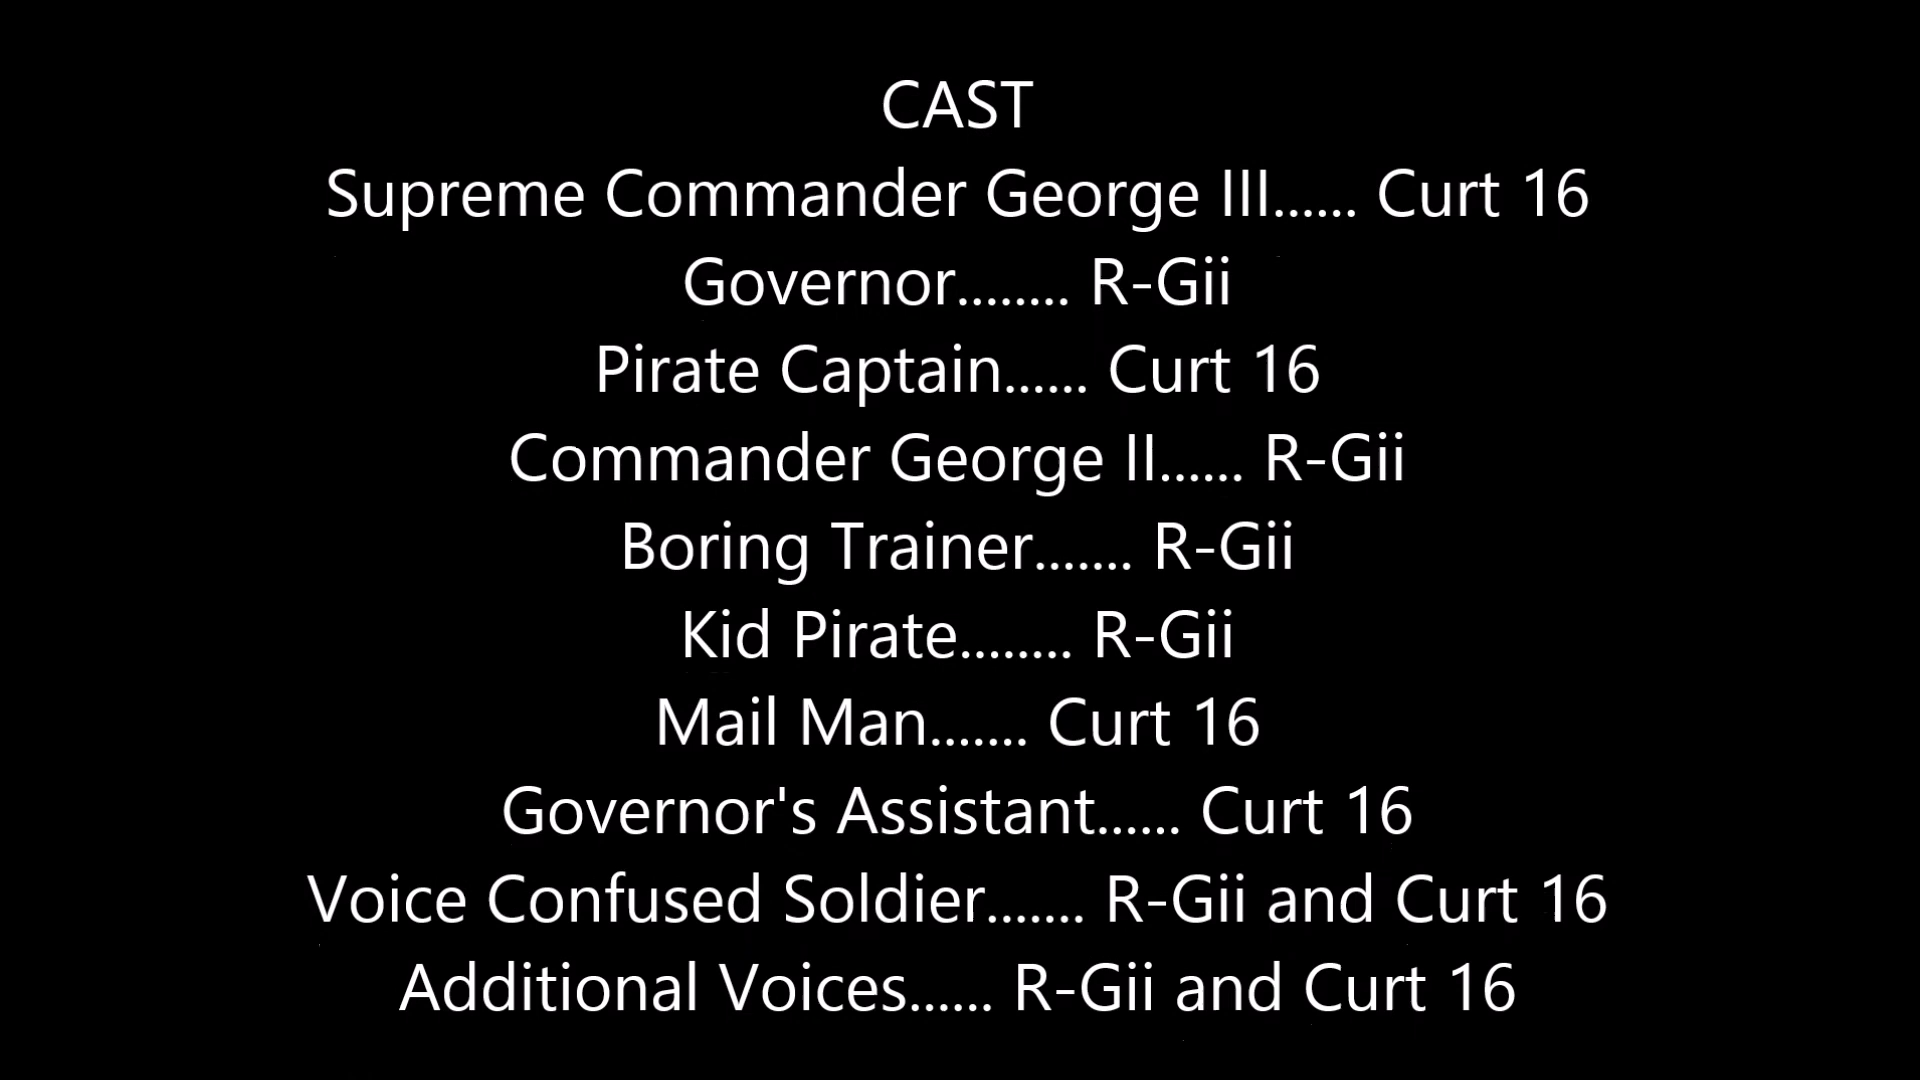 CAST
Supreme Commander George III...... Curt 16
Governor........ R-Gii
Pirate Captain...... Curt 16
Commander George II...... R-Gii
Boring Trainer....... R-Gii
Kid Pirate........ R-Gii
Mail Man....... Curt 16
Governor's Assistant...... Curt 16
Voice Confused Soldier....... R-Gii and Curt 16
Additional Voices...... R-Gii and Curt 16